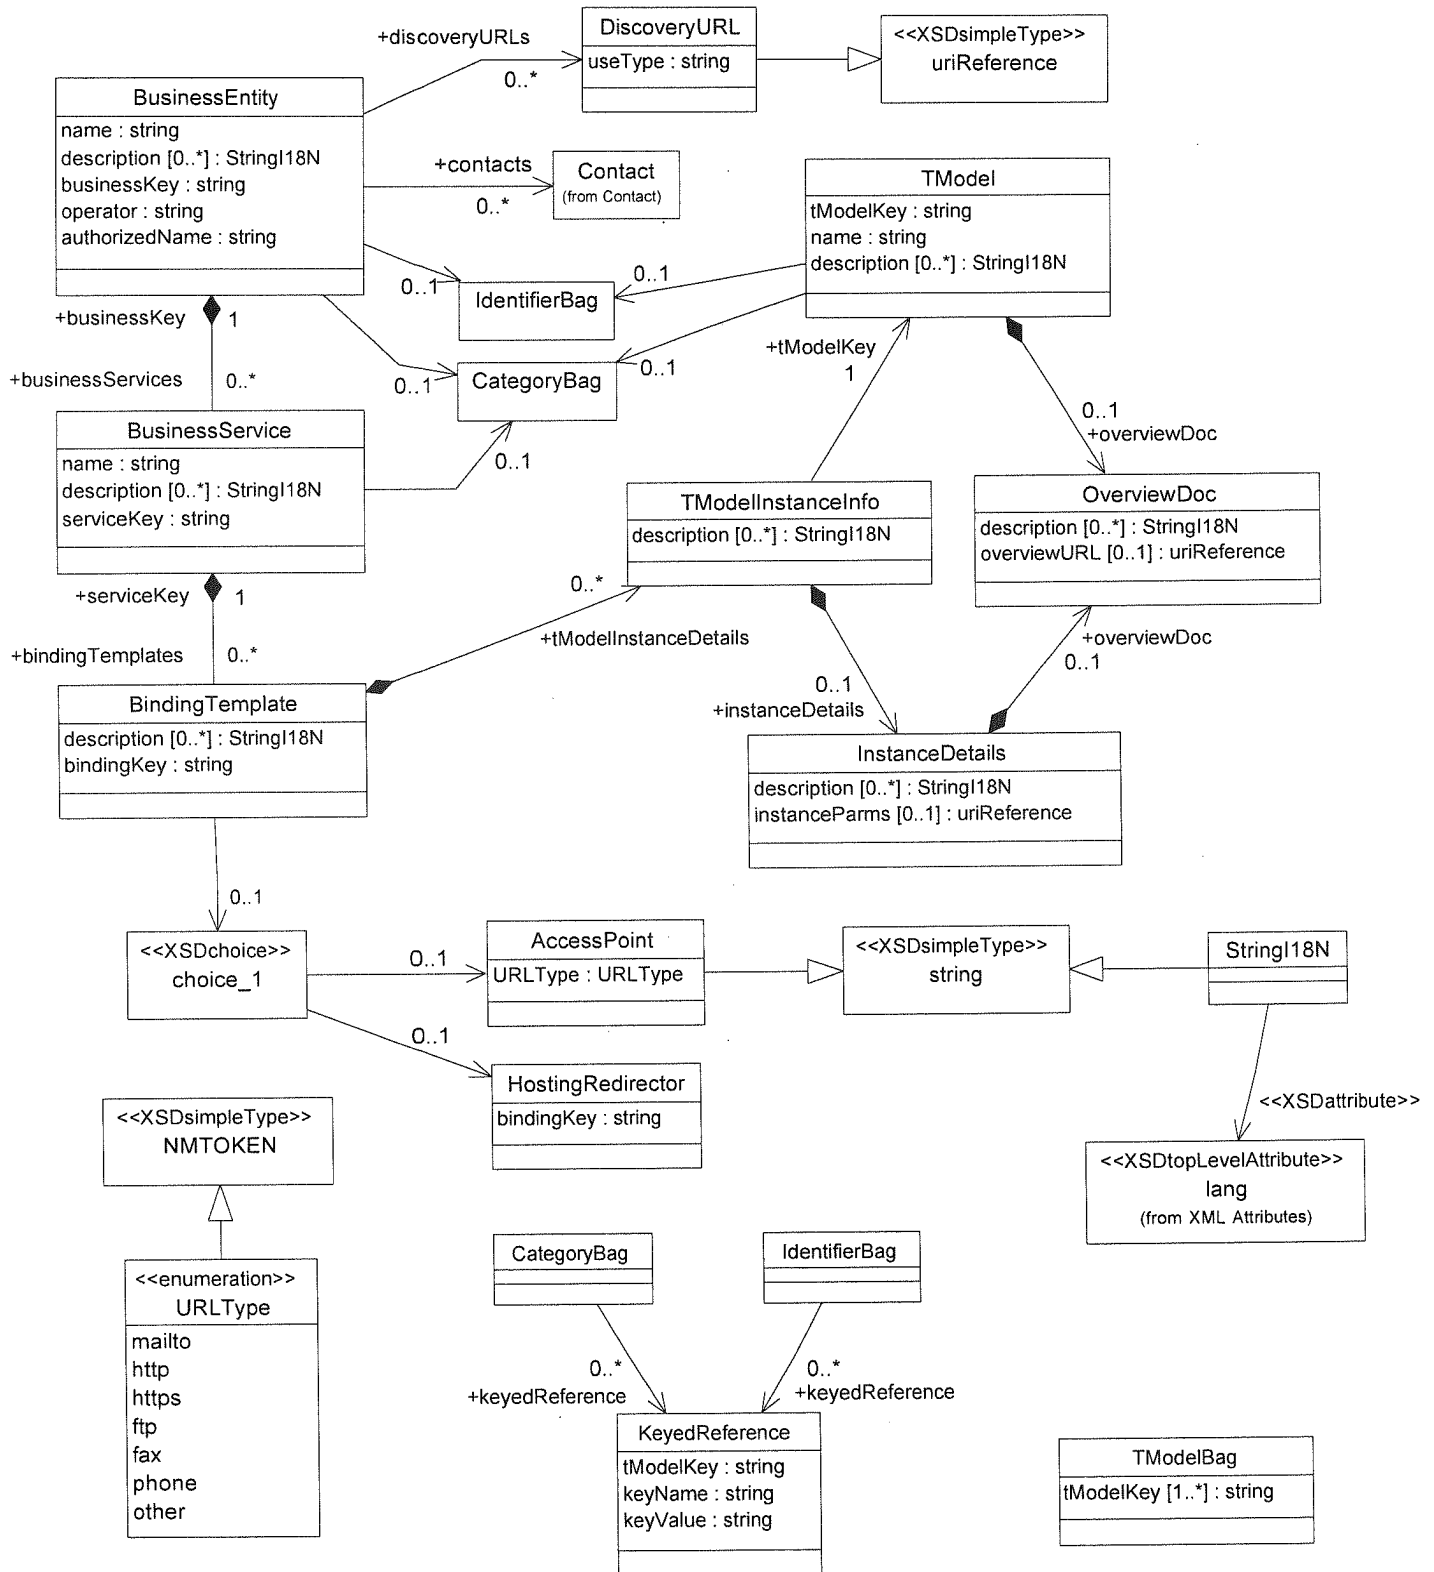 DiscoveryURL
useType : string
<<XSDsimpleType>>
uriReference
+discoveryURLs
0..*
BusinessEntity
name : string
description [0..*] : StringI18N
businessKey : string
operator : string
authorizedName : string
+contacts
0..*
Contact
(from Contact)
TModel
tModelKey : string
name : string
description [0..*] : StringI18N
0..1
IdentifierBag
0..1
+businessKey
1
+businessServices
0..*
0..1
CategoryBag
0..1
+tModelKey
1
0..1
+overviewDoc
BusinessService
name : string
description [0..*] : StringI18N
serviceKey : string
0..1
TModelInstanceInfo
description [0..*] : StringI18N
OverviewDoc
description [0..*] : StringI18N
overviewURL [0..1] : uriReference
+serviceKey
1
+bindingTemplates
0..*
0..*
+tModelInstanceDetails
+overviewDoc
0..1
0..1
+instanceDetails
BindingTemplate
description [0..*] : StringI18N
bindingKey : string
InstanceDetails
description [0..*] : StringI18N
instanceParms [0..1] : uriReference
0..1
<<XSDchoice>>
choice_1
0..1
AccessPoint
URLType : URLType
<<XSDsimpleType>>
string
StringI18N
0..1
HostingRedirector
bindingKey : string
<<XSDsimpleType>>
NMTOKEN
<<XSDattribute>>
<<XSDtopLevelAttribute>>
lang
(from XML Attributes)
<<enumeration>>
URLType
mailto
http
https
ftp
fax
phone
other
CategoryBag
IdentifierBag
0..*
+keyedReference
0..*
+keyedReference
KeyedReference
tModelKey : string
keyName : string
keyValue : string
TModelBag
tModelKey [1..*] : string